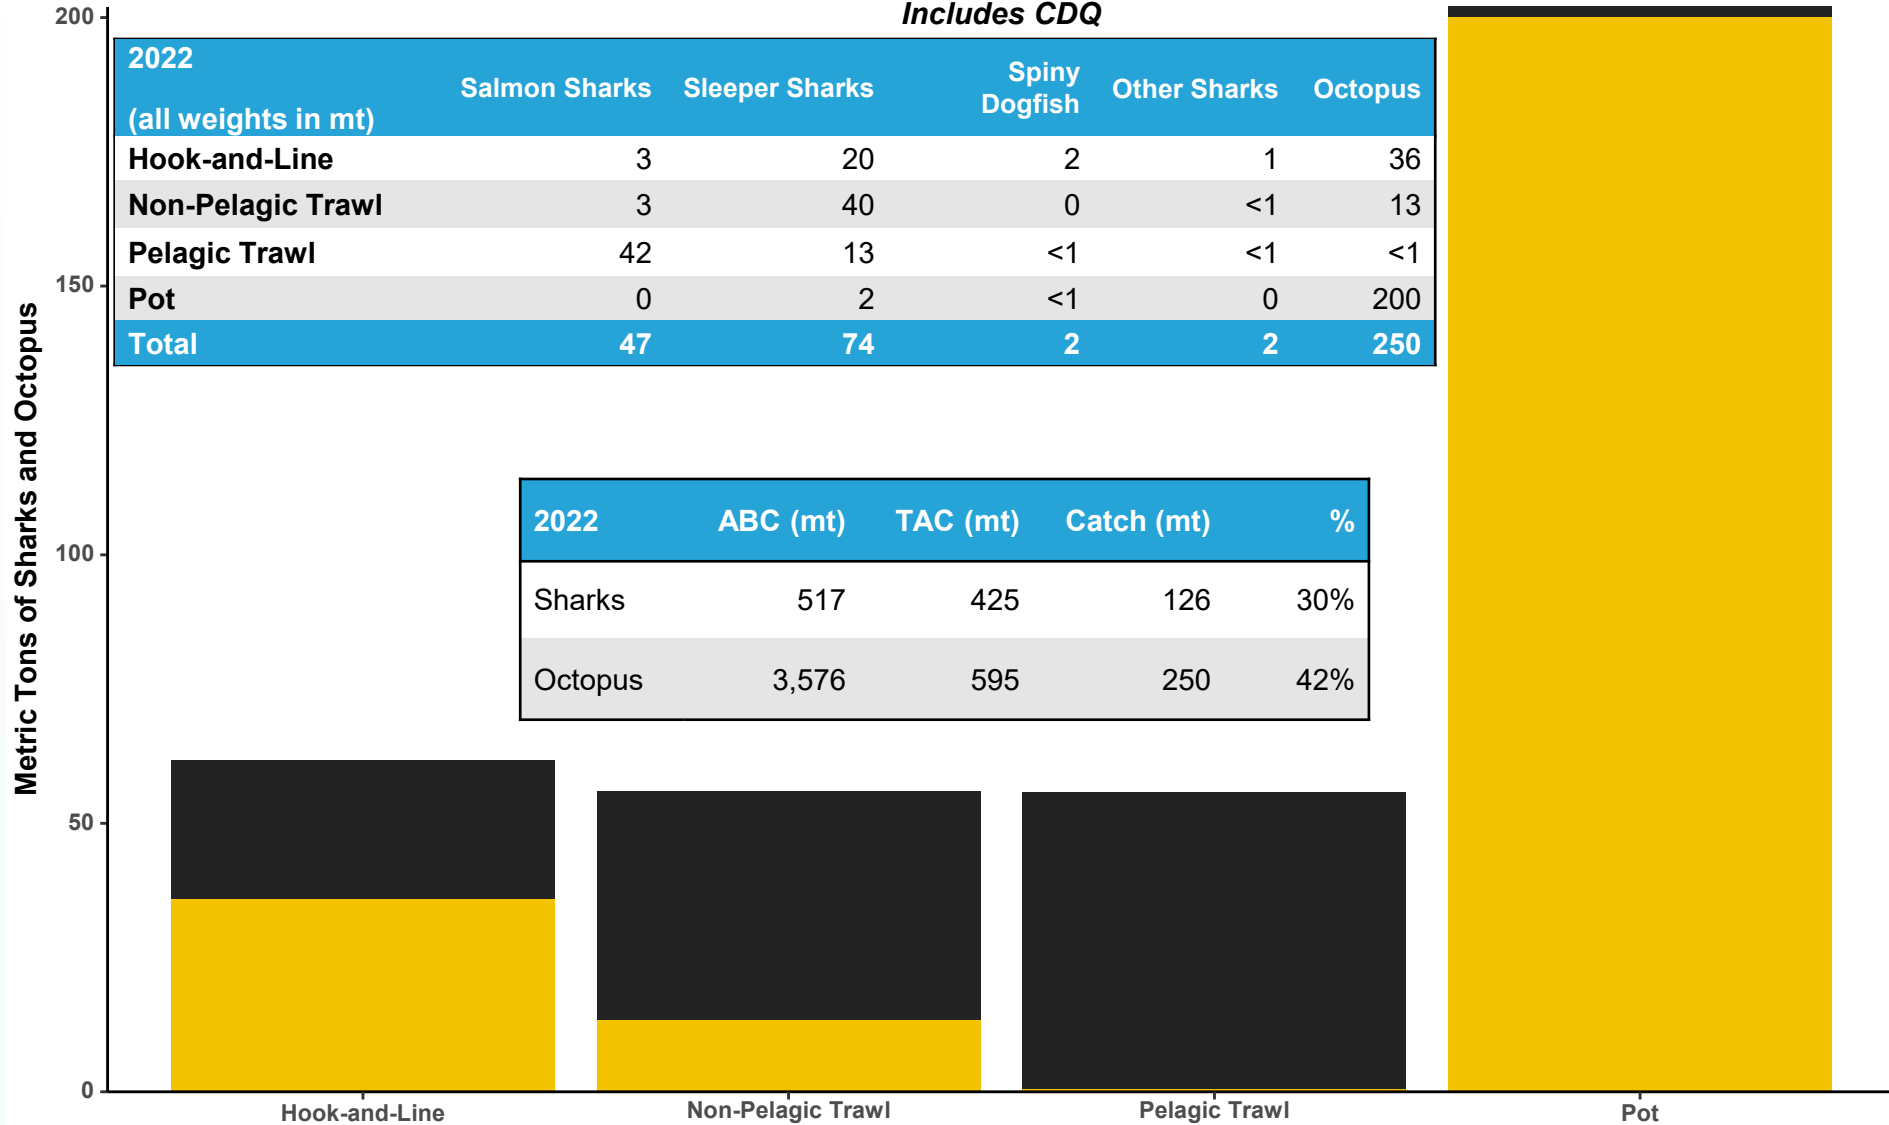 Includes CDQ
200
150
100
50
0
Metric Tons of Sharks and Octopus
2022
(all weights in mt) Salmon Sharks Sleeper Sharks Spiny Dogfish Other Sharks Octopus
Hook-and-Line 3 20 2 1 36
Non-Pelagic Trawl 3 40 0 <1 13
Pelagic Trawl 42 13 <1 <1 <1
Pot 0 2 <1 0 200
Total 47 74 2 2 250
2022 ABC (mt) TAC (mt) Catch (mt) %
Sharks 517 425 126 30%
Octopus 3,576 595 250 42%
Hook-and-Line Non-Pelagic Trawl Pelagic Trawl Pot